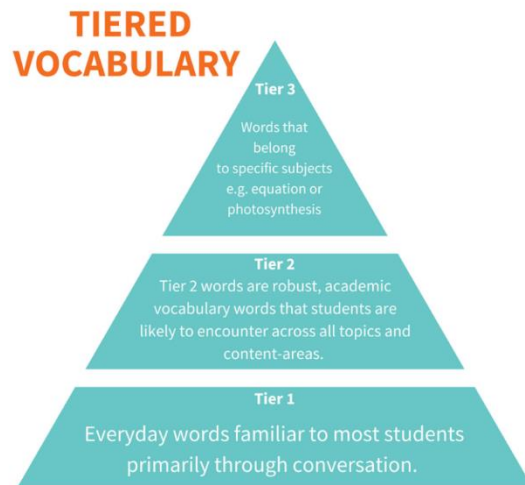 TIERED
VOCABULARY
Tier 3
Words that
belong
to specific subjects
e.g. equation or
photosynthesis
Tier 2
Tier 2 words are robust, academic
vocabulary words that students are
likely to encounter across all topics and
content-areas.
Tier 1
Everyday words familiar to most students
primarily through conversation.